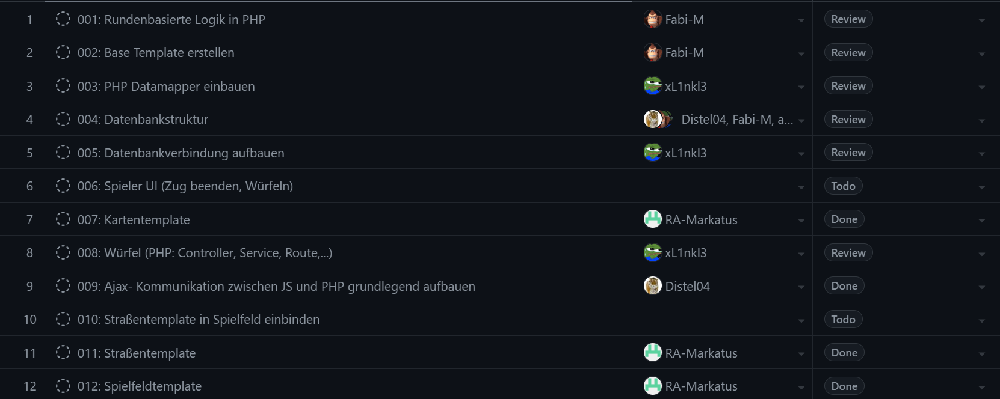 1 001: Rundenbasierte Logik in PHP Fabi-M Review
2 002: Base Template erstellen Fabi-M Review
3 003: PHP Datamapper einbauen xL1nkl3 Review
4 004: Datenbankstruktur Distel04, Fabi-M, a... Review
5 005: Datenbankverbindung aufbauen xL1nkl3 Review
6 006: Spieler UI (Zug beenden, Würfeln) Todo
7 007: Kartentemplate RA-Markatus Done
8 008: Würfel (PHP: Controller, Service, Route,...) xL1nkl3 Review
9 009: Ajax- Kommunikation zwischen JS und PHP grundlegend aufbauen Distel04 Done
10 010: Straßentemplate in Spielfeld einbinden Todo
11 011: Straßentemplate RA-Markatus Done
12 012: Spielfeldtemplate RA-Markatus Done